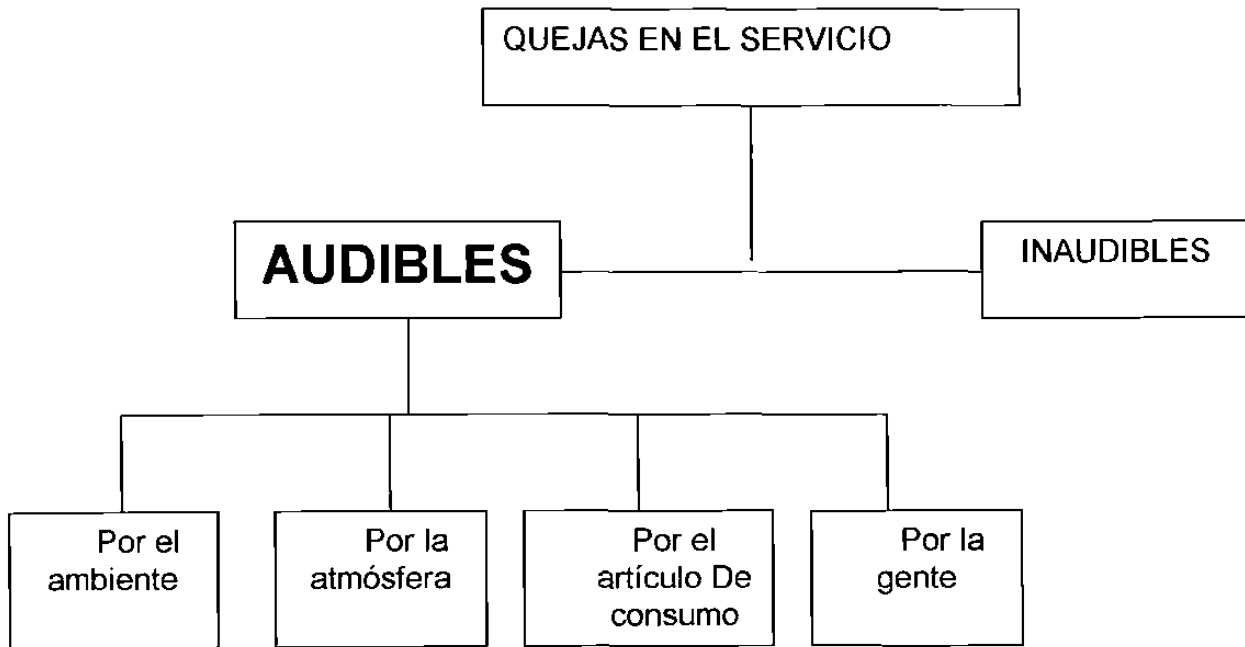 QUEJAS EN EL SERVICIO
AUDIBLES
INAUDIBLES
Por el
ambiente
Por la
atmósfera
Por el
artículo De
consumo
Por la
gente